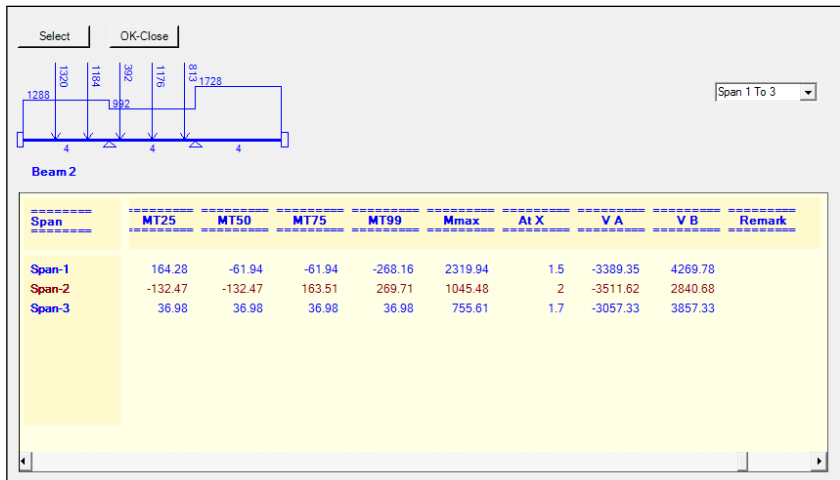 Select OK-Close
1320 1184 392 1176 813 1728
1288 992
Span 1 To 3
4 4 4
Beam 2
======== ========= ========= ========= ========= ========= ========= ========= ========= =========
Span MT25 MT50 MT75 MT99 Mmax At X V A V B Remark
======== ========= ========= ========= ========= ========= ========= ========= ========= =========
Span-1 164.28 -61.94 -61.94 -268.16 2319.94 1.5 -3389.35 4269.78
Span-2 -132.47 -132.47 163.51 269.71 1045.48 2 -3511.62 2840.68
Span-3 36.98 36.98 36.98 36.98 755.61 1.7 -3057.33 3857.33